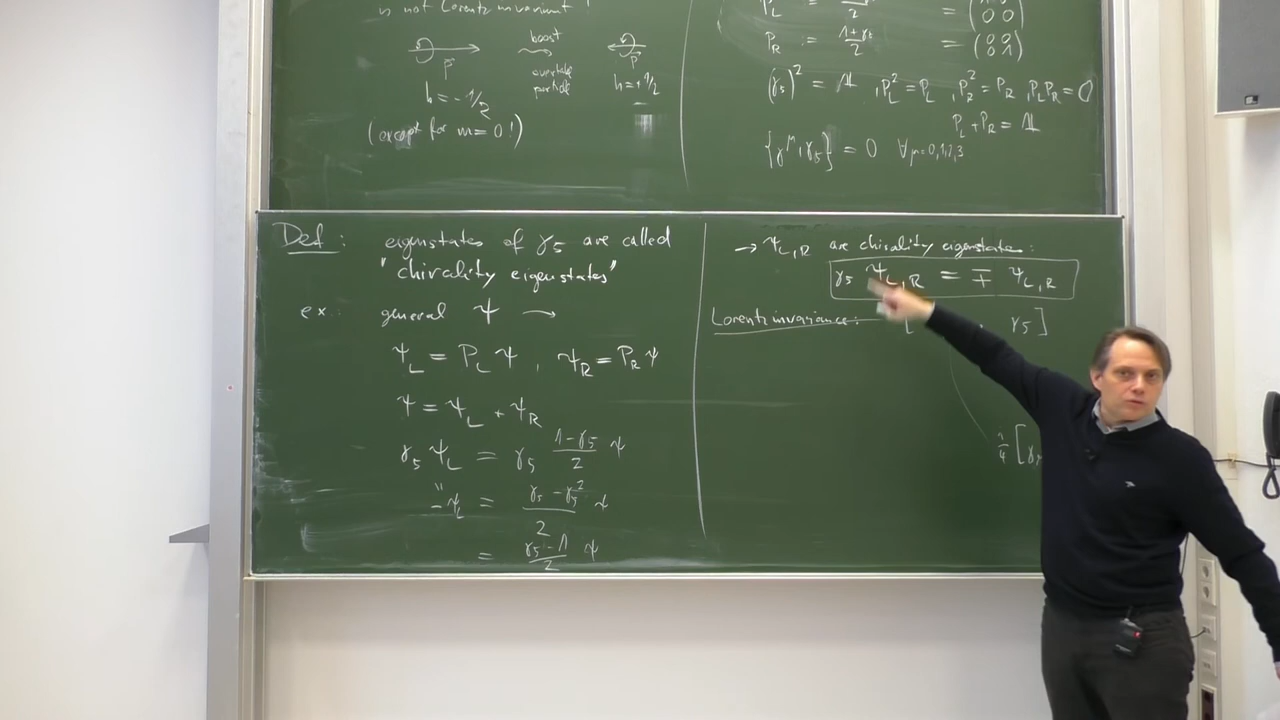 is not Lorentz invariant!
p⃗ boost p⃗
overtake
particle
h = -1/2 h = +1/2
(except for m = 0!)
P_L := /2 = (0 0)
P_R := (1+γ5)/2 = (0 0 / 0 1)
(γ5)² = 𝟙 , P_L² = P_L , P_R² = P_R , P_L P_R = 0
P_L + P_R = 𝟙
{γ^μ, γ5} = 0 ∀ μ=0,1,2,3
Def: eigenstates of γ5 are called
"chirality eigenstates"
ex: general ψ →
ψ_L = P_L ψ , ψ_R = P_R ψ
ψ = ψ_L + ψ_R
γ5 ψ_L = γ5 (1-γ5)/2 ψ
" -ψ_L = (γ5 - γ5²)/2 ψ
= (γ5 - 𝟙)/2 ψ
→ ψ_L,R are chirality eigenstates:
γ5 ψ_L,R = ∓ ψ_L,R
Lorentz invariance: [ , γ5]
1/4 [γ